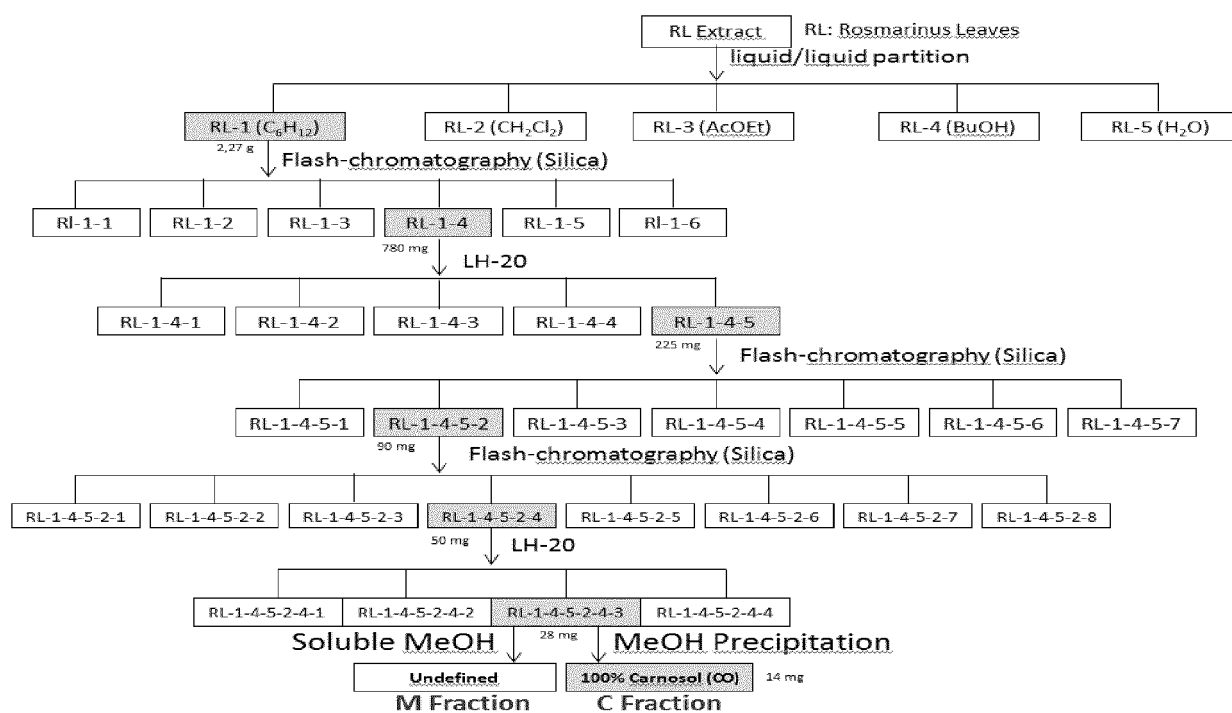 RL Extract
RL: Rosmarinus Leaves
liquid/liquid partition
RL-1 (C₆H₁₂)
RL-2 (CH₂Cl₂)
RL-3 (AcOEt)
RL-4 (BuOH)
RL-5 (H₂O)
2,27 g
Flash-chromatography (Silica)
Rl-1-1
RL-1-2
RL-1-3
RL-1-4
RL-1-5
Rl-1-6
780 mg
LH-20
RL-1-4-1
RL-1-4-2
RL-1-4-3
RL-1-4-4
RL-1-4-5
225 mg
Flash-chromatography (Silica)
RL-1-4-5-1
RL-1-4-5-2
RL-1-4-5-3
RL-1-4-5-4
RL-1-4-5-5
RL-1-4-5-6
RL-1-4-5-7
90 mg
Flash-chromatography (Silica)
RL-1-4-5-2-1
RL-1-4-5-2-2
RL-1-4-5-2-3
RL-1-4-5-2-4
RL-1-4-5-2-5
RL-1-4-5-2-6
RL-1-4-5-2-7
RL-1-4-5-2-8
50 mg
LH-20
RL-1-4-5-2-4-1
RL-1-4-5-2-4-2
RL-1-4-5-2-4-3
RL-1-4-5-2-4-4
Soluble MeOH
28 mg
MeOH Precipitation
Undefined
100% Carnosol (CO)
14 mg
M Fraction
C Fraction